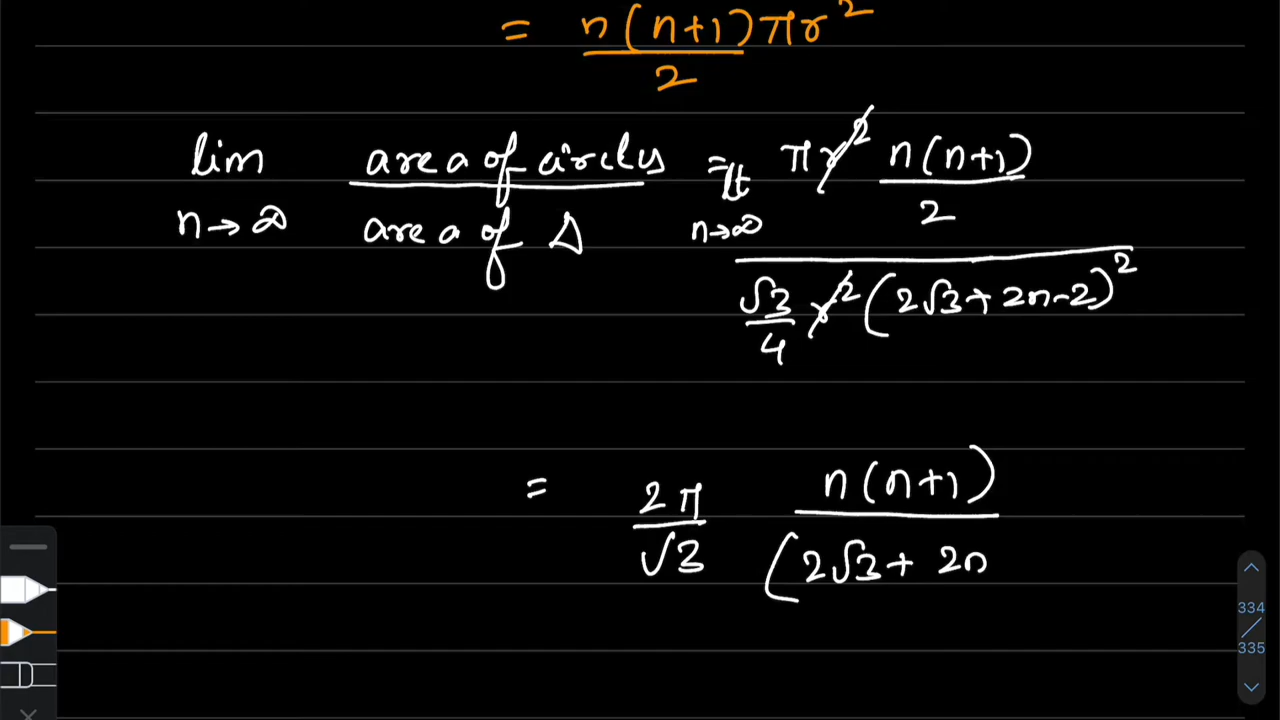 = n(n+1)πr²
2
lim area of circles = lt πr² n(n+1)
n→∞ area of Δ n→∞ 2
√3/4 r² (2√3+2n-2)²
= 2π/√3 n(n+1)
(2√3+ 2n
334
335